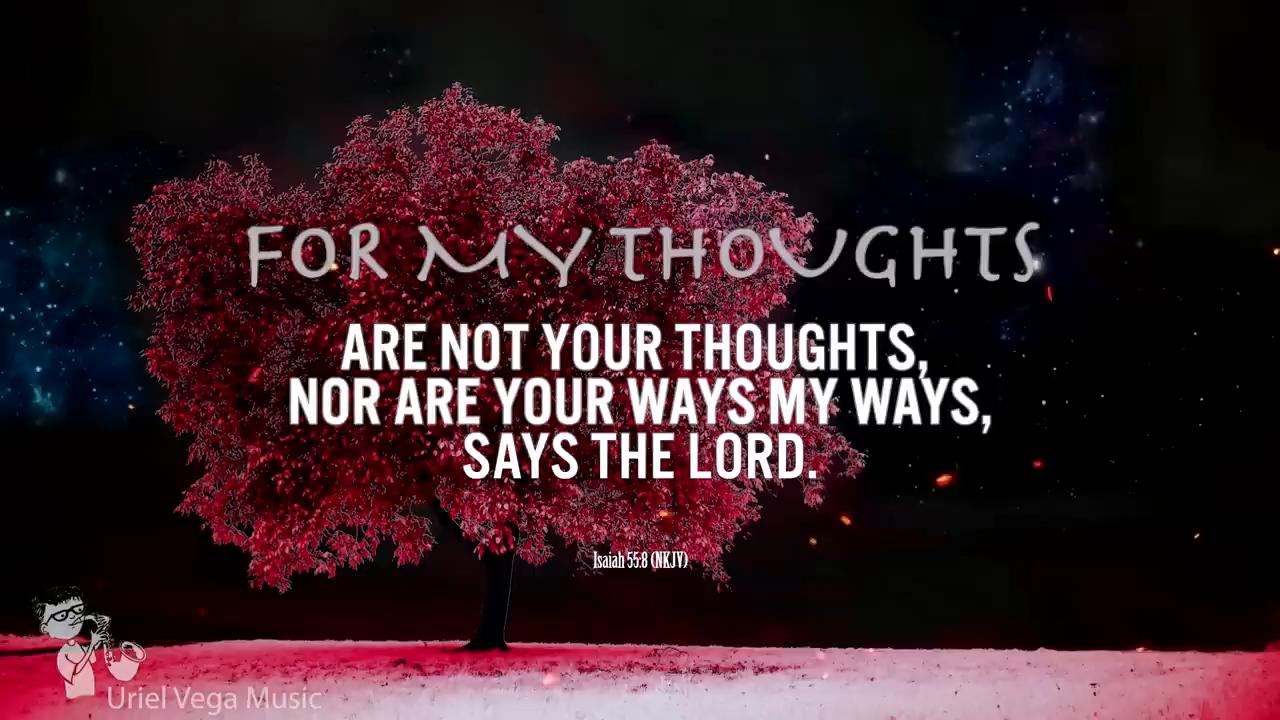 FOR MY THOUGHTS
ARE NOT YOUR THOUGHTS,
NOR ARE YOUR WAYS MY WAYS,
SAYS THE LORD.
Isaiah 55:8 (NKJV)
Uriel Vega Music